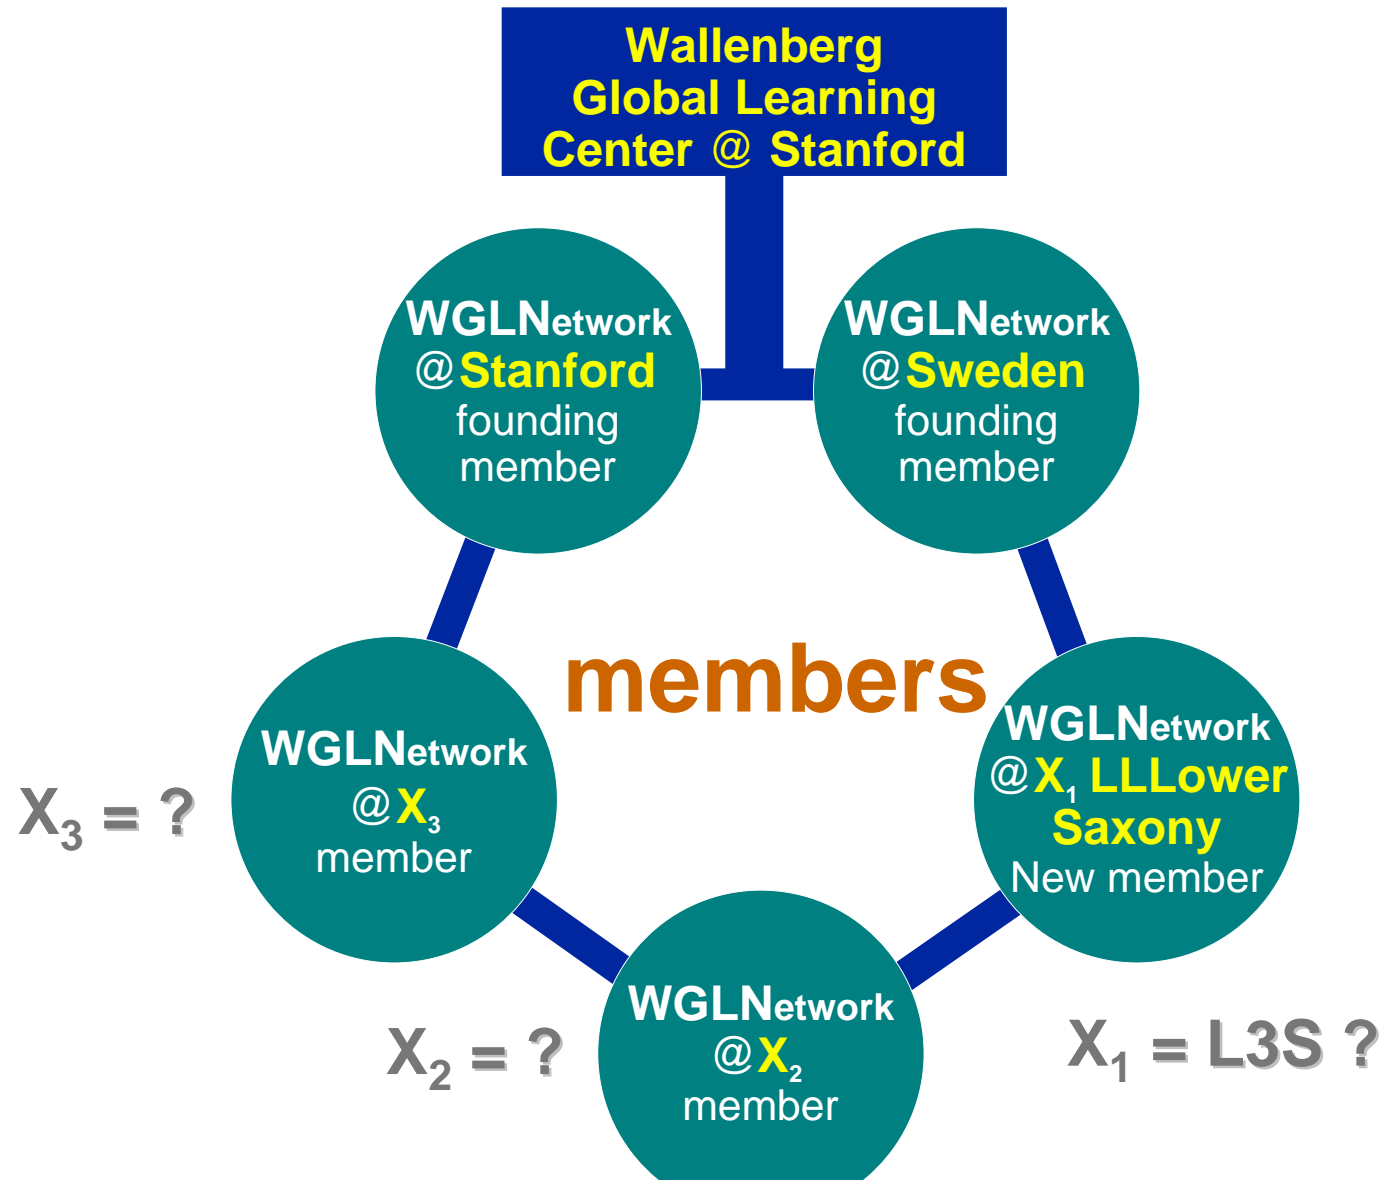 Wallenberg
Global Learning
Center @ Stanford
WGLNetwork
@Stanford
founding
member
WGLNetwork
@Sweden
founding
member
members
WGLNetwork
@X₃
member
X₃ = ?
WGLNetwork
@X₁ LLLower
Saxony
New member
X₁ = L3S ?
WGLNetwork
@X₂
member
X₂ = ?